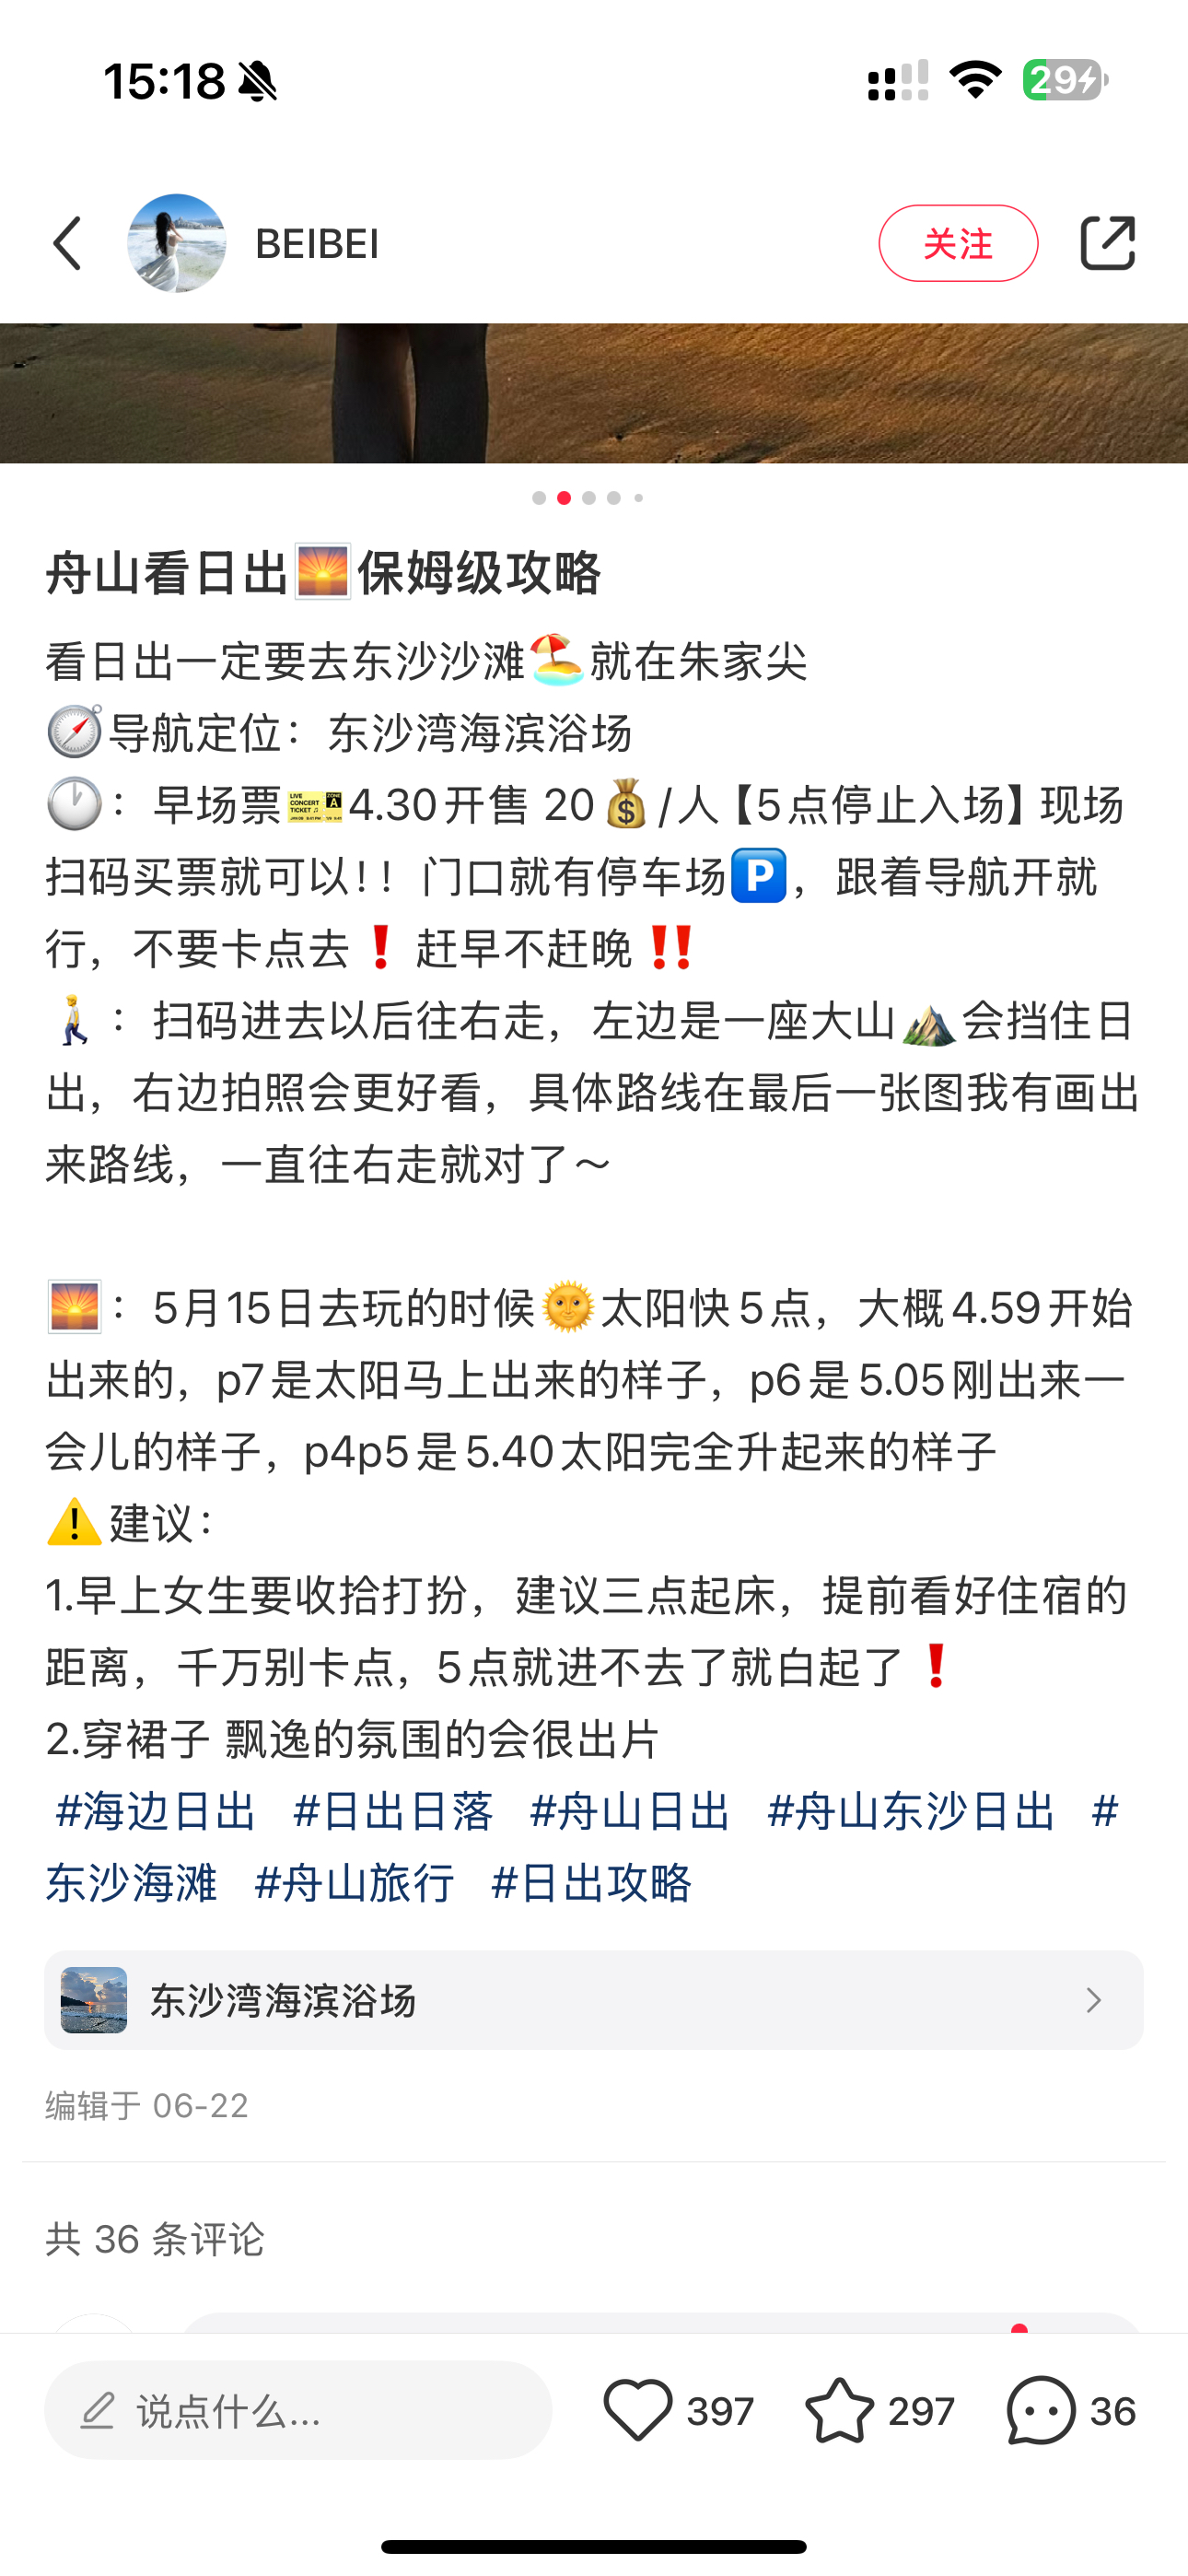 15:18
29
BEIBEI
关注
舟山看日出🌅保姆级攻略
看日出一定要去东沙沙滩🏖️就在朱家尖
🧭导航定位：东沙湾海滨浴场
🕐：早场票🎫4.30开售 20💰/人【5点停止入场】现场
扫码买票就可以！！门口就有停车场🅿️，跟着导航开就
行，不要卡点去❗️赶早不赶晚‼️
🚶：扫码进去以后往右走，左边是一座大山⛰️会挡住日
出，右边拍照会更好看，具体路线在最后一张图我有画出
来路线，一直往右走就对了～
🌅：5月15日去玩的时候🌞太阳快5点，大概4.59开始
出来的，p7是太阳马上出来的样子，p6是5.05刚出来一
会儿的样子，p4p5是5.40太阳完全升起来的样子
⚠️建议：
1.早上女生要收拾打扮，建议三点起床，提前看好住宿的
距离，千万别卡点，5点就进不去了就白起了❗️
2.穿裙子 飘逸的氛围的会很出片
#海边日出 #日出日落 #舟山日出 #舟山东沙日出 #
东沙海滩 #舟山旅行 #日出攻略
东沙湾海滨浴场
编辑于 06-22
共 36 条评论
说点什么...
397
297
36